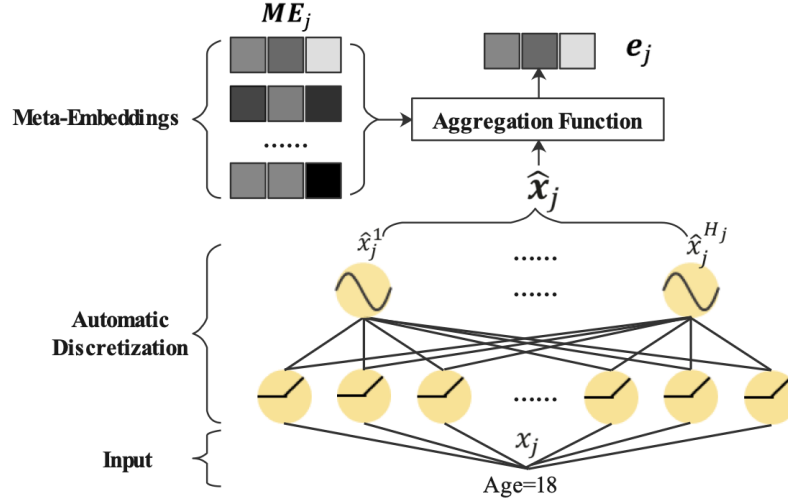 ME_j
e_j
Meta-Embeddings
......
Aggregation Function
x̂_j
x̂_j^1
......
x̂_j^{H_j}
......
Automatic
Discretization
......
x_j
Input
Age=18